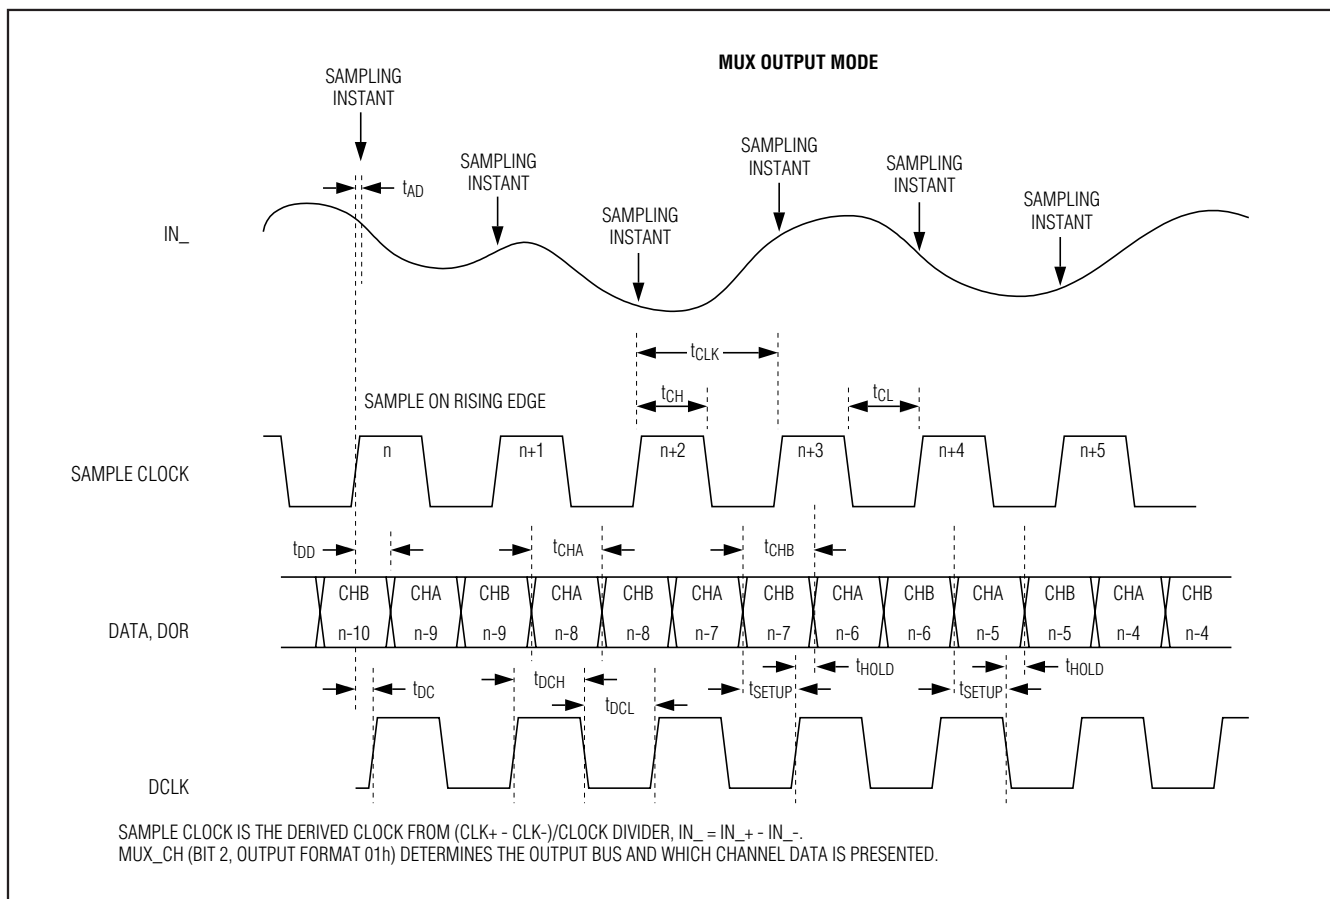 MUX OUTPUT MODE
SAMPLING
INSTANT
SAMPLING
INSTANT
SAMPLING
INSTANT
SAMPLING
INSTANT
SAMPLING
INSTANT
SAMPLING
INSTANT
tAD
IN_
tCLK
tCH
tCL
SAMPLE ON RISING EDGE
n
n+1
n+2
n+3
n+4
n+5
SAMPLE CLOCK
tDD
tCHA
tCHB
CHB
CHA
CHB
CHA
CHB
CHA
CHB
CHA
CHB
CHA
CHB
CHA
CHB
DATA, DOR
n-10
n-9
n-9
n-8
n-8
n-7
n-7
n-6
n-6
n-5
n-5
n-4
n-4
tDC
tDCH
tDCL
tSETUP
tHOLD
tSETUP
tHOLD
DCLK
SAMPLE CLOCK IS THE DERIVED CLOCK FROM (CLK+ - CLK-)/CLOCK DIVIDER, IN_ = IN_+ - IN_-.
MUX_CH (BIT 2, OUTPUT FORMAT 01h) DETERMINES THE OUTPUT BUS AND WHICH CHANNEL DATA IS PRESENTED.